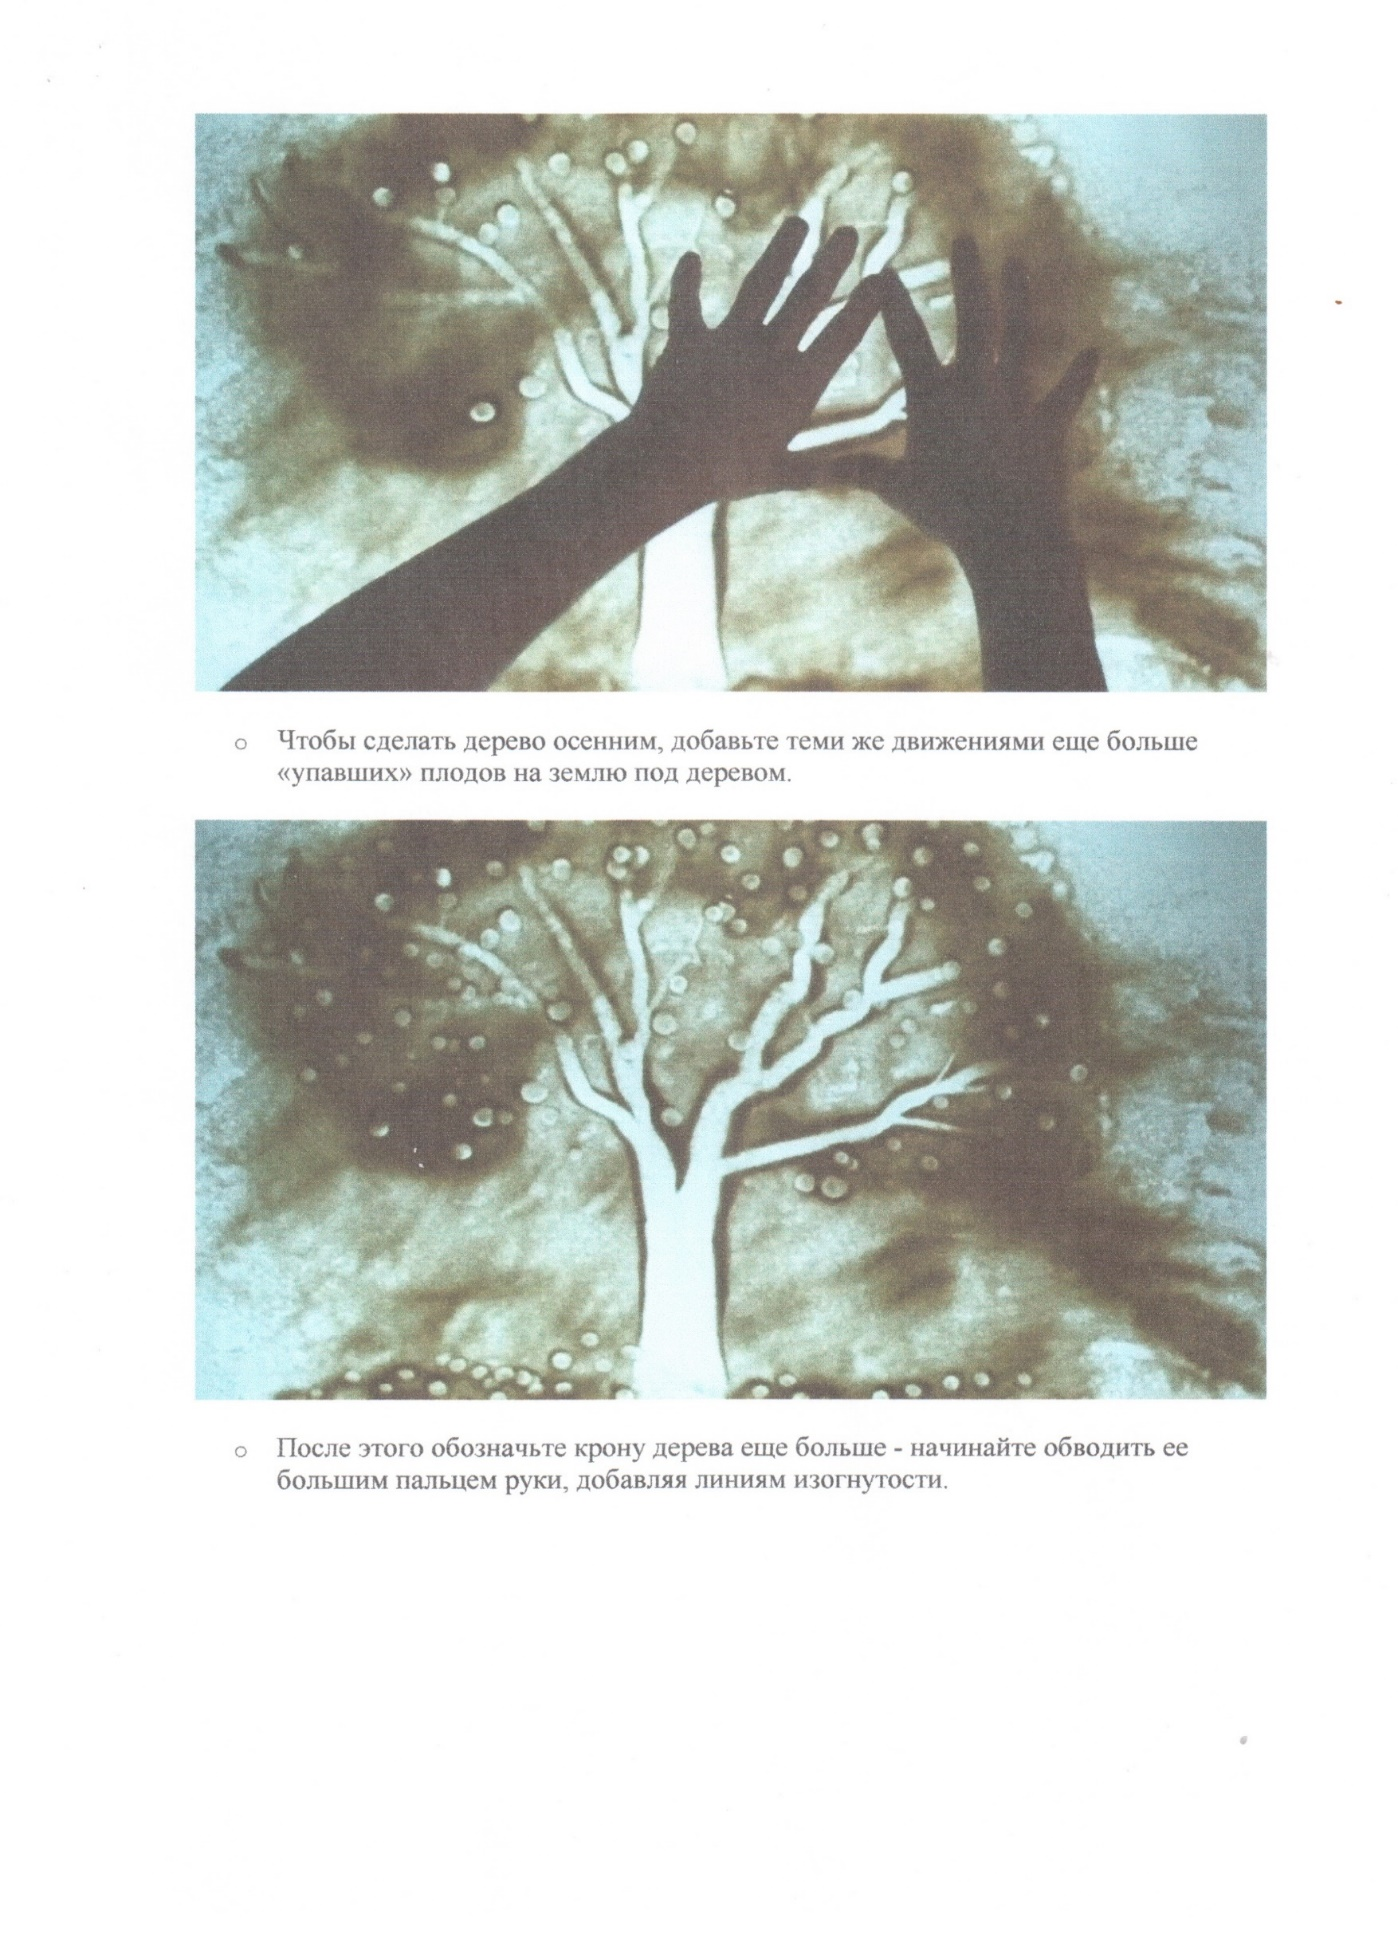 Чтобы сделать дерево осенним, добавьте теми же движениями еще больше
«упавших» плодов на землю под деревом.
После этого обозначьте крону дерева еще больше - начинайте обводить ее
большим пальцем руки, добавляя линиям изогнутости.